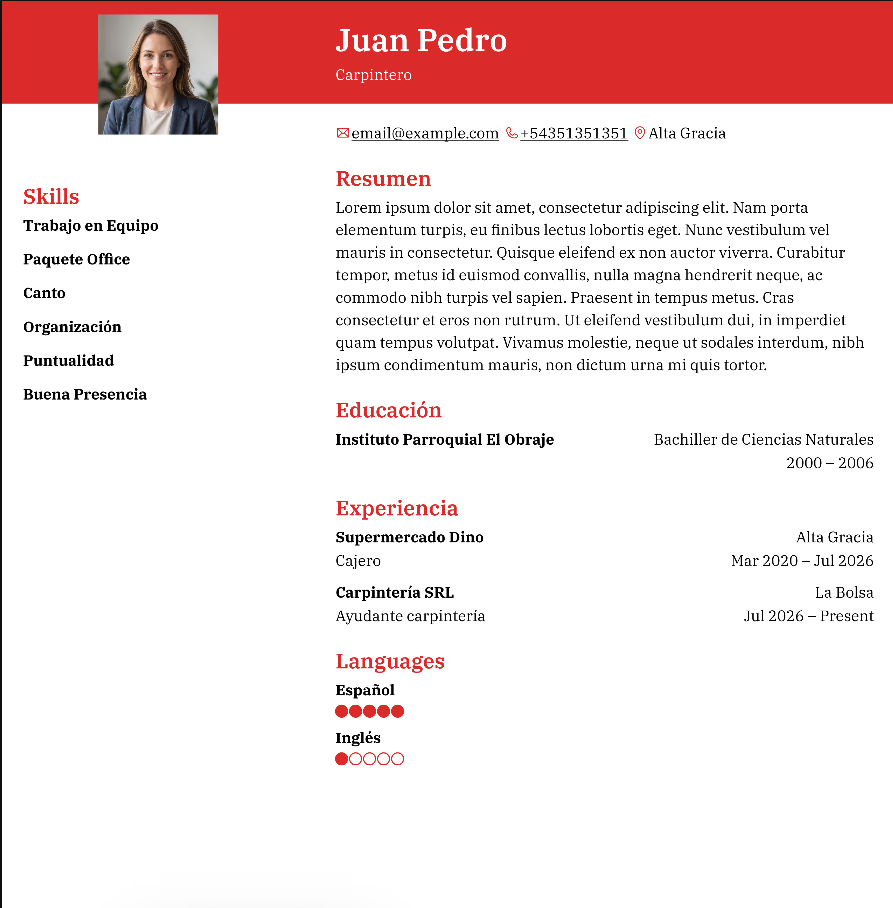 Juan Pedro
Carpintero
email@example.com +54351351351 Alta Gracia
Skills
Trabajo en Equipo
Paquete Office
Canto
Organización
Puntualidad
Buena Presencia
Resumen
Lorem ipsum dolor sit amet, consectetur adipiscing elit. Nam porta
elementum turpis, eu finibus lectus lobortis eget. Nunc vestibulum vel
mauris in consectetur. Quisque eleifend ex non auctor viverra. Curabitur
tempor, metus id euismod convallis, nulla magna hendrerit neque, ac
commodo nibh turpis vel sapien. Praesent in tempus metus. Cras
consectetur et eros non rutrum. Ut eleifend vestibulum dui, in imperdiet
quam tempus volutpat. Vivamus molestie, neque ut sodales interdum, nibh
ipsum condimentum mauris, non dictum urna mi quis tortor.
Educación
Instituto Parroquial El Obraje Bachiller de Ciencias Naturales
2000 – 2006
Experiencia
Supermercado Dino Alta Gracia
Cajero Mar 2020 – Jul 2026
Carpintería SRL La Bolsa
Ayudante carpintería Jul 2026 – Present
Languages
Español
Inglés